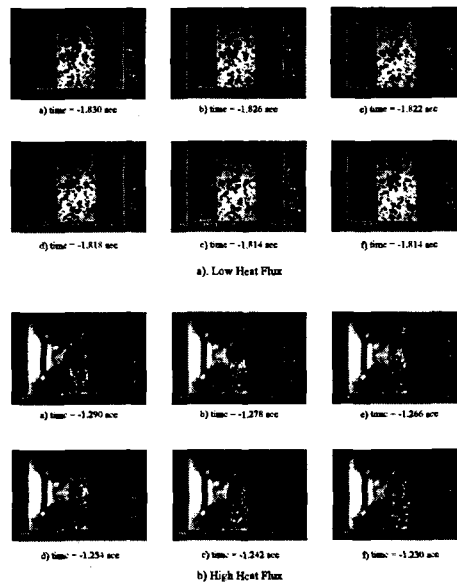 a) time = -1.830 sec
b) time = -1.826 sec
c) time = -1.822 sec
d) time = -1.818 sec
e) time = -1.814 sec
f) time = -1.814 sec
a). Low Heat Flux
a) time = -1.290 sec
b) time = -1.278 sec
c) time = -1.266 sec
d) time = -1.254 sec
e) time = -1.242 sec
f) time = -1.230 sec
b) High Heat Flux